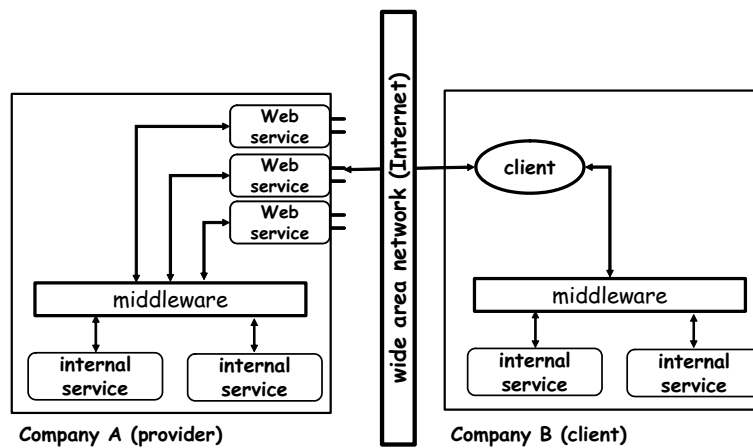 Web
service
Web
service
Web
service
middleware
internal
service
internal
service
Company A (provider)
wide area network (Internet)
client
middleware
internal
service
internal
service
Company B (client)